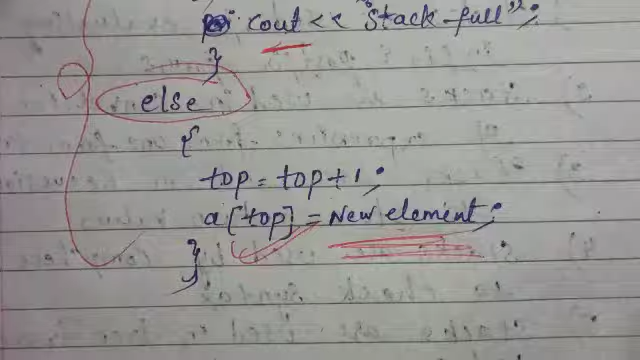 cout << "Stack-full";
}
else
{
top = top + 1;
a[top] = New element;
}